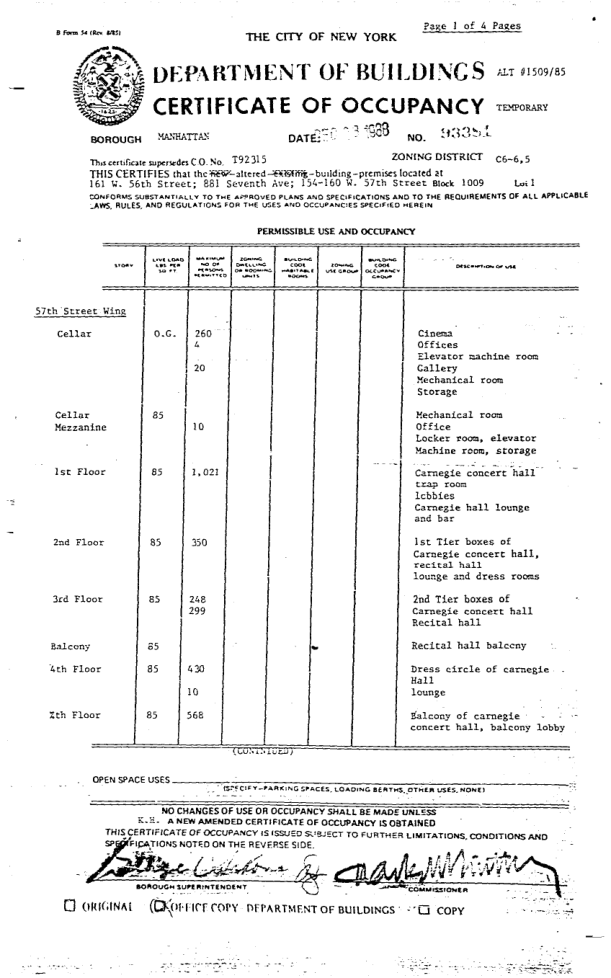 B Form 54 (Rev. 8/85)
Page 1 of 4 Pages
THE CITY OF NEW YORK
DEPARTMENT OF BUILDINGS ALT #1509/85
CERTIFICATE OF OCCUPANCY TEMPORARY
BOROUGH MANHATTAN DATE: 1988 NO.
This certificate supersedes C.O. No. T92315 ZONING DISTRICT C6-6,5
THIS CERTIFIES that the new-altered-existing-building-premises located at
161 W. 56th Street; 881 Seventh Ave; 154-160 W. 57th Street Block 1009 Lot 1
CONFORMS SUBSTANTIALLY TO THE APPROVED PLANS AND SPECIFICATIONS AND TO THE REQUIREMENTS OF ALL APPLICABLE
LAWS, RULES, AND REGULATIONS FOR THE USES AND OCCUPANCIES SPECIFIED HEREIN
PERMISSIBLE USE AND OCCUPANCY
STORY LIVE LOAD LBS PER SQ FT MAXIMUM NO OF PERSONS PERMITTED ZONING DWELLING OR ROOMING UNITS BUILDING CODE HABITABLE ROOMS ZONING USE GROUP BUILDING CODE OCCUPANCY GROUP DESCRIPTION OF USE
57th Street Wing
Cellar O.G. 260 Cinema
4 Offices
Elevator machine room
20 Gallery
Mechanical room
Storage
Cellar 85 Mechanical room
Mezzanine 10 Office
Locker room, elevator
Machine room, storage
1st Floor 85 1,021 Carnegie concert hall
trap room
lobbies
Carnegie hall lounge
and bar
2nd Floor 85 350 1st Tier boxes of
Carnegie concert hall,
recital hall
lounge and dress rooms
3rd Floor 85 248 2nd Tier boxes of
299 Carnegie concert hall
Recital hall
Balcony 85 Recital hall balcony
4th Floor 85 430 Dress circle of carnegie
Hall
10 lounge
th Floor 85 568 Balcony of carnegie
concert hall, balcony lobby
(CONTINUED)
OPEN SPACE USES
(SPECIFY—PARKING SPACES, LOADING BERTHS, OTHER USES, NONE)
NO CHANGES OF USE OR OCCUPANCY SHALL BE MADE UNLESS
A NEW AMENDED CERTIFICATE OF OCCUPANCY IS OBTAINED
THIS CERTIFICATE OF OCCUPANCY IS ISSUED SUBJECT TO FURTHER LIMITATIONS, CONDITIONS AND
SPECIFICATIONS NOTED ON THE REVERSE SIDE.
BOROUGH SUPERINTENDENT COMMISSIONER
ORIGINAL OFFICE COPY DEPARTMENT OF BUILDINGS COPY